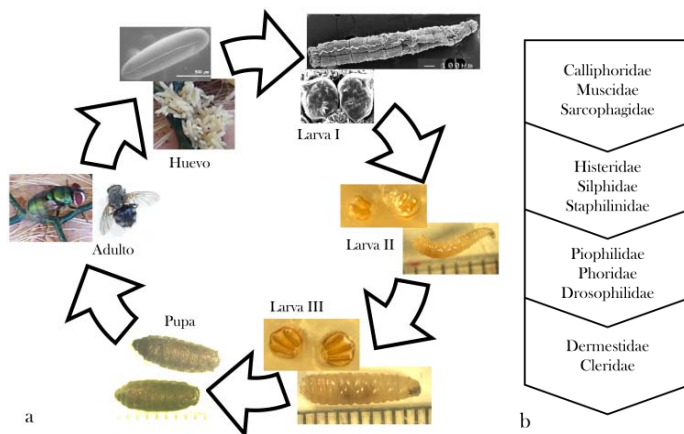 Huevo
100μm
Larva I
Larva II
Larva III
Pupa
Adulto
a
Calliphoridae
Muscidae
Sarcophagidae
Histeridae
Silphidae
Staphilinidae
Piophilidae
Phoridae
Drosophilidae
Dermestidae
Cleridae
b